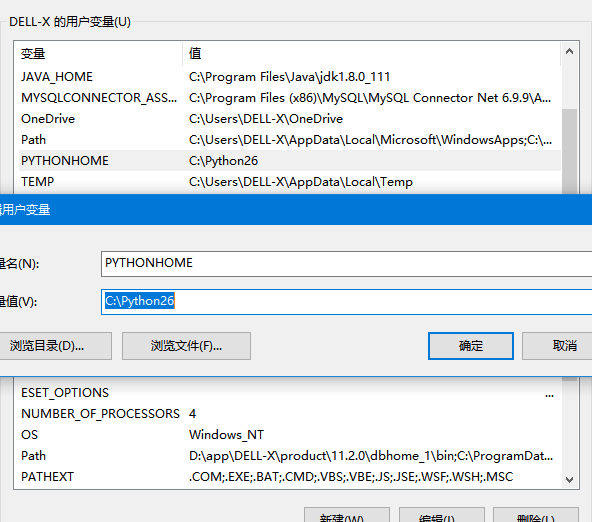 DELL-X 的用户变量(U)
变量 值
JAVA_HOME C:\Program Files\Java\jdk1.8.0_111
MYSQLCONNECTOR_ASS... C:\Program Files (x86)\MySQL\MySQL Connector Net 6.9.9\A...
OneDrive C:\Users\DELL-X\OneDrive
Path C:\Users\DELL-X\AppData\Local\Microsoft\WindowsApps;C:\...
PYTHONHOME C:\Python26
TEMP C:\Users\DELL-X\AppData\Local\Temp
用户变量
量名(N): PYTHONHOME
量值(V): C:\Python26
浏览目录(D)... 浏览文件(F)... 确定 取消
ESET_OPTIONS ...
NUMBER_OF_PROCESSORS 4
OS Windows_NT
Path D:\app\DELL-X\product\11.2.0\dbhome_1\bin;C:\ProgramDat...
PATHEXT .COM;.EXE;.BAT;.CMD;.VBS;.VBE;.JS;.JSE;.WSF;.WSH;.MSC
新建(W)... 编辑(I)... 删除(L)